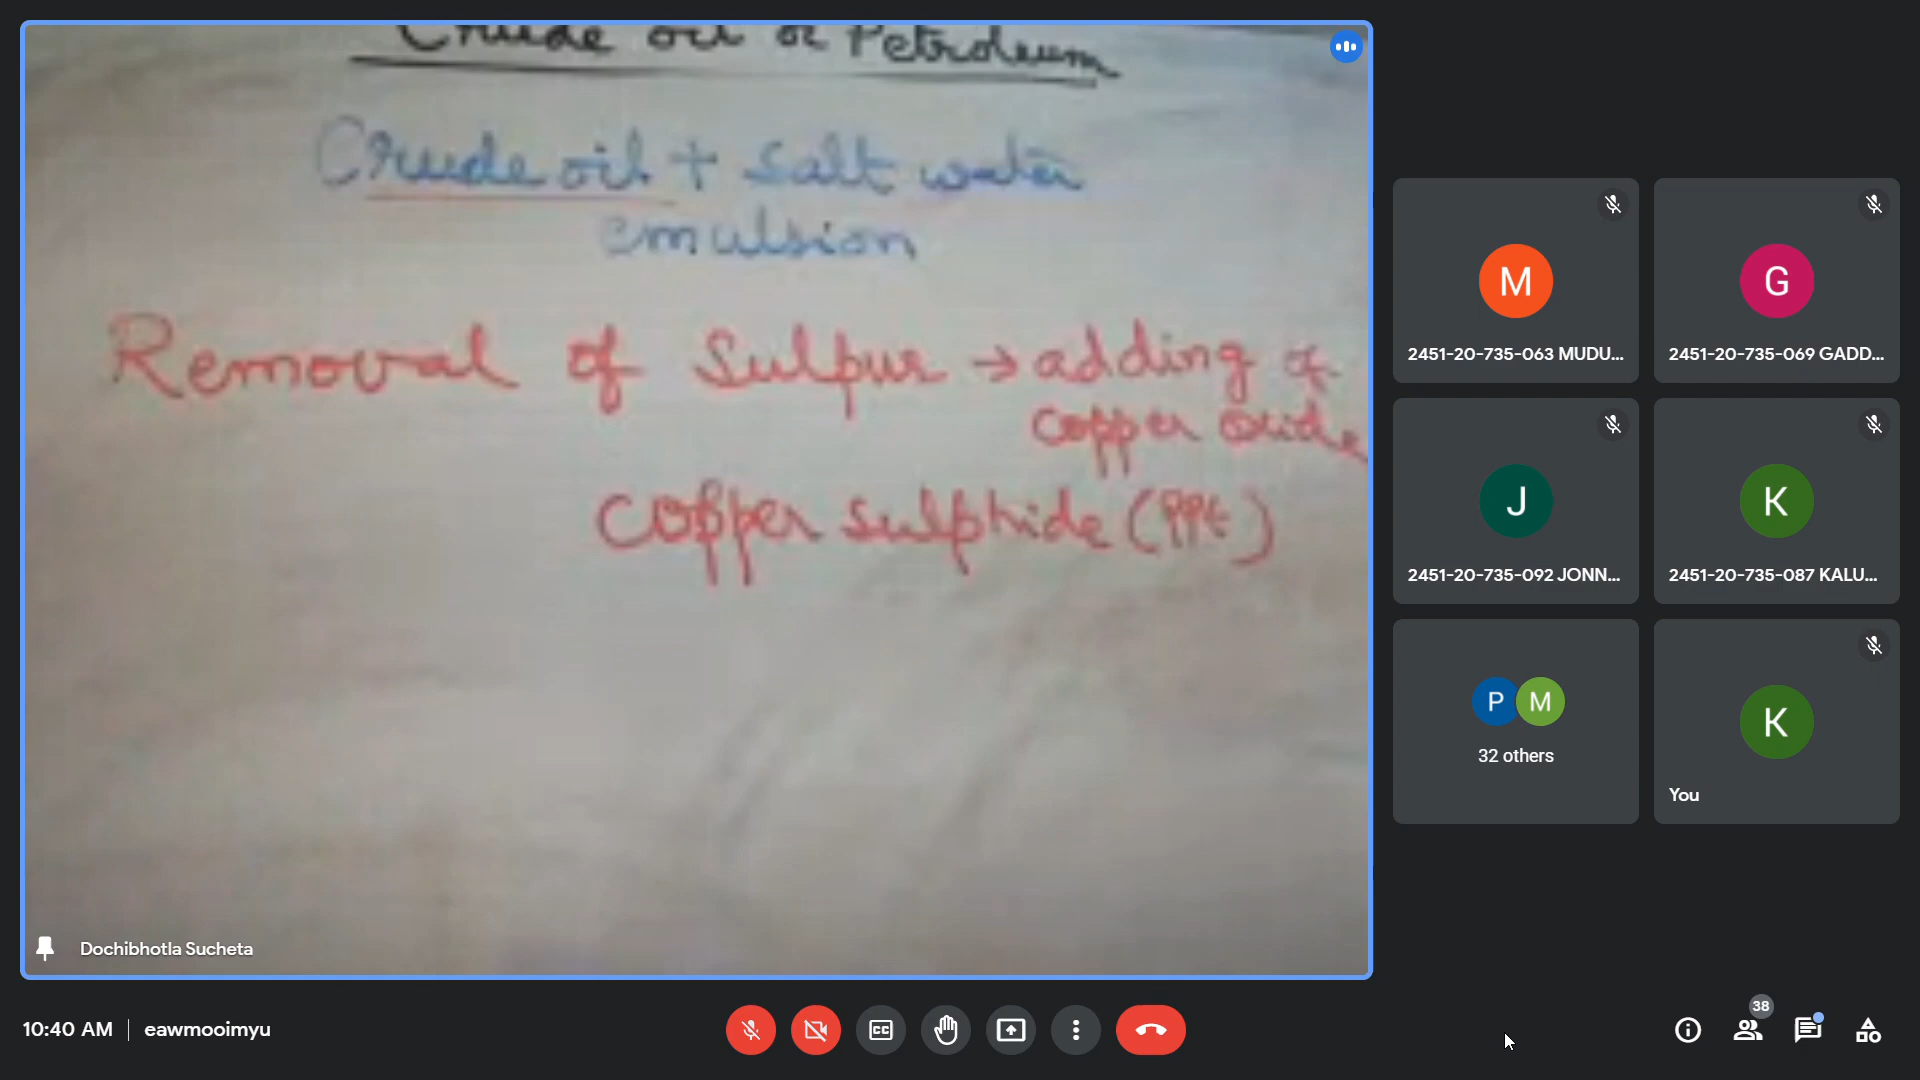 Crude oil or Petroleum
Crude oil + Salt water
emulsion
Removal of Sulpur → adding of
copper oxide
Copper sulphide (PPt)
Dochibhotla Sucheta
M
2451-20-735-063 MUDU...
G
2451-20-735-069 GADD...
J
2451-20-735-092 JONN...
K
2451-20-735-087 KALU...
P M
32 others
K
You
10:40 AM | eawmooimyu
CC
38